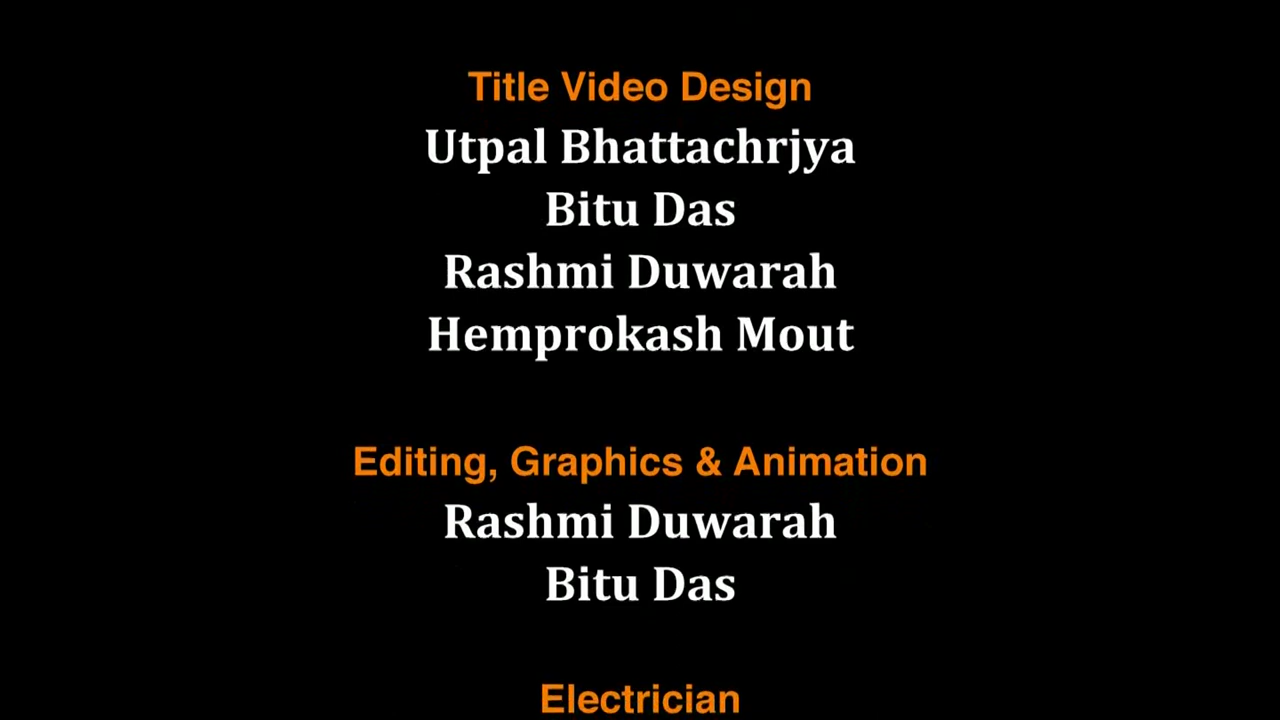 Title Video Design
Utpal Bhattachrjya
Bitu Das
Rashmi Duwarah
Hemprokash Mout
Editing, Graphics & Animation
Rashmi Duwarah
Bitu Das
Electrician